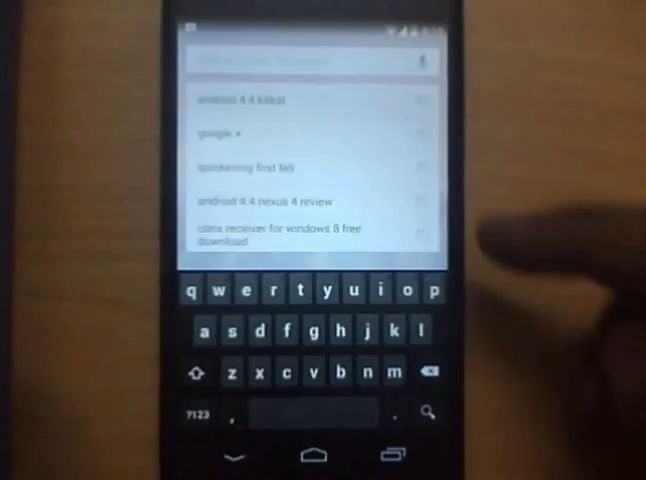 android 4.4 kitkat
google +
quickening first felt
android 4.4 nexus 4 review
citrix receiver for windows 8 free
download
q w e r t y u i o p
a s d f g h j k l
z x c v b n m
?123 , .